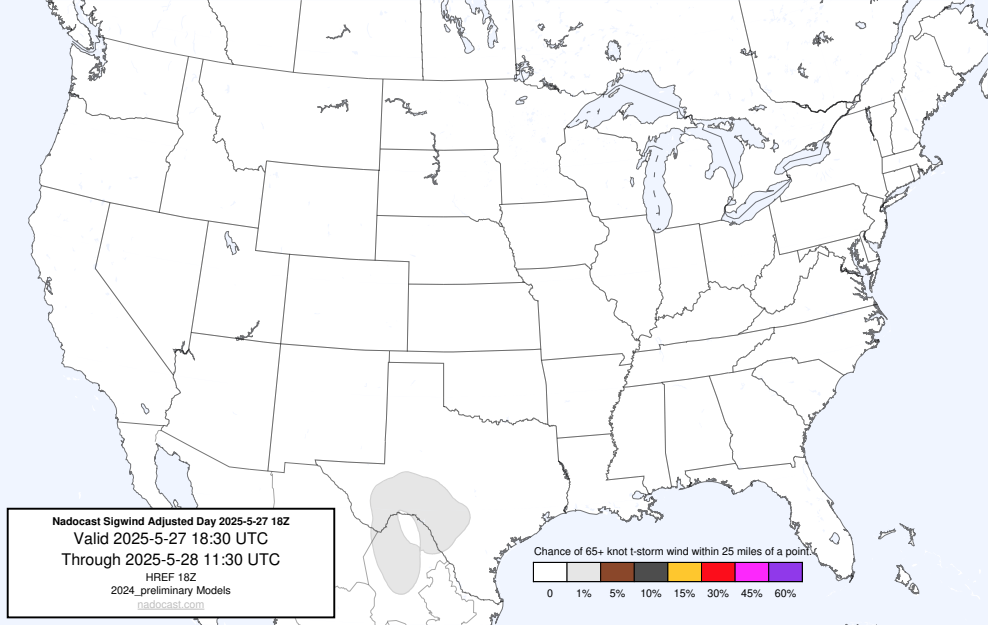 Nadocast Sigwind Adjusted Day 2025-5-27 18Z
Valid 2025-5-27 18:30 UTC
Through 2025-5-28 11:30 UTC
HREF 18Z
2024_preliminary Models
nadocast.com
Chance of 65+ knot t-storm wind within 25 miles of a point.
0 1% 5% 10% 15% 30% 45% 60%